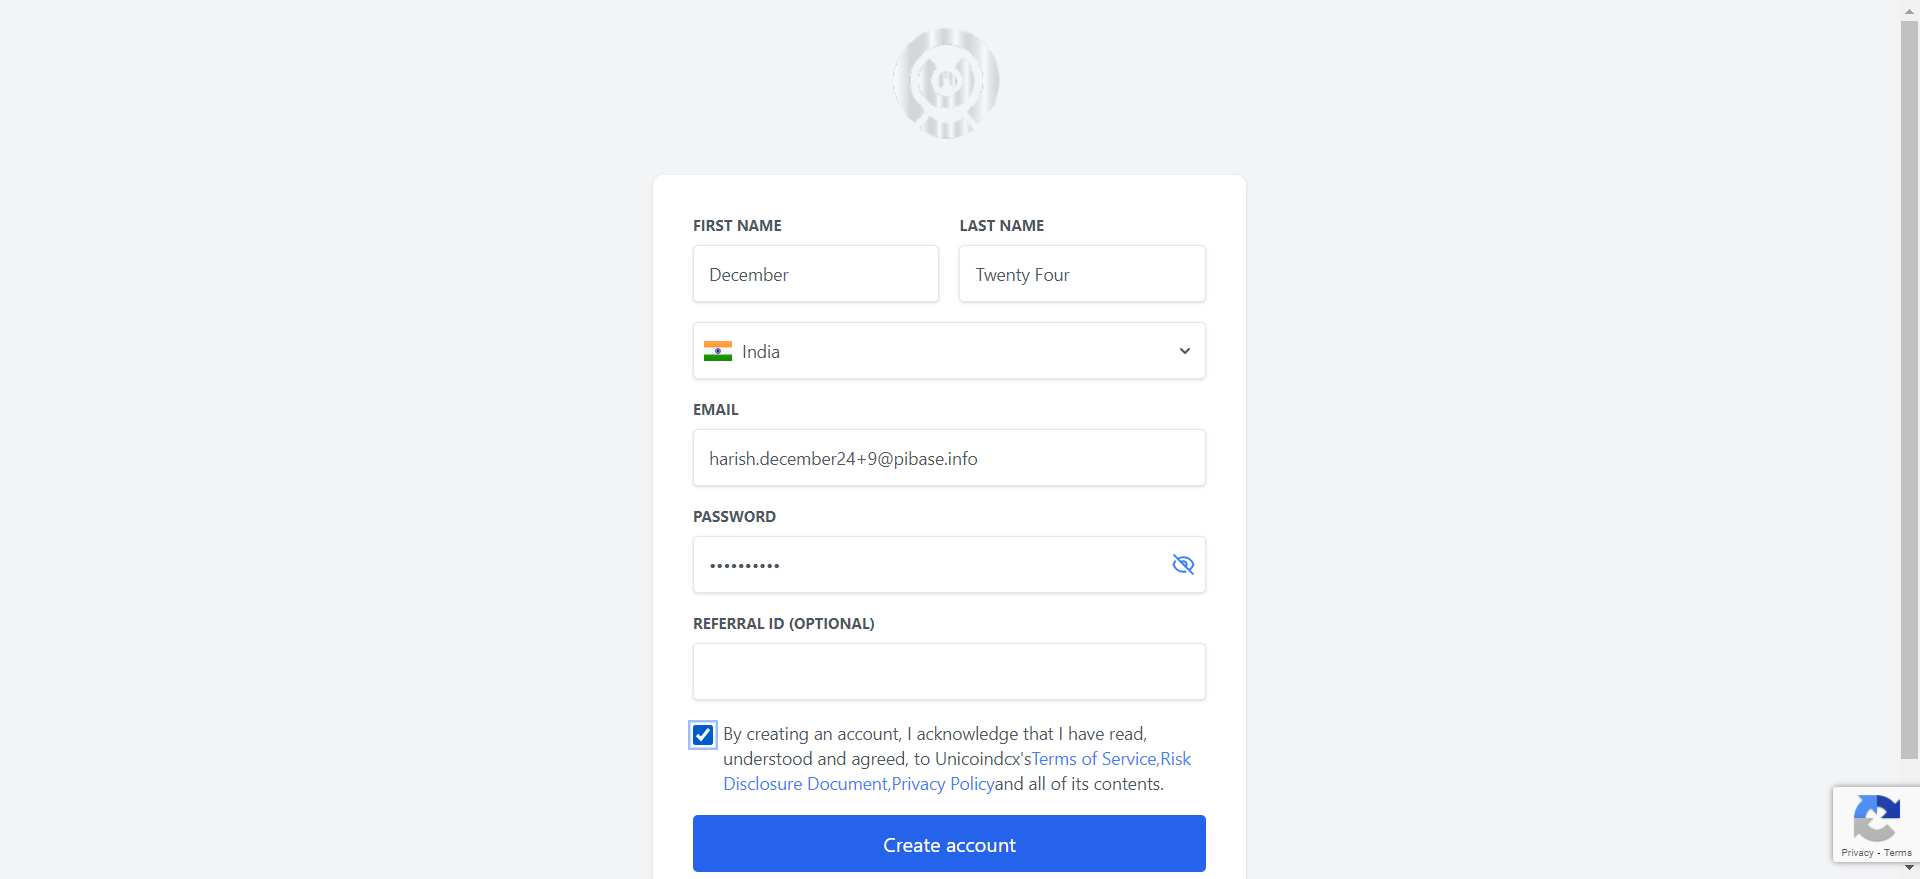 FIRST NAME
LAST NAME
December
Twenty Four
India
EMAIL
harish.december24+9@pibase.info
PASSWORD
••••••••••
REFERRAL ID (OPTIONAL)
By creating an account, I acknowledge that I have read,
understood and agreed, to Unicoindcx'sTerms of Service,Risk
Disclosure Document,Privacy Policyand all of its contents.
Create account
Privacy - Terms